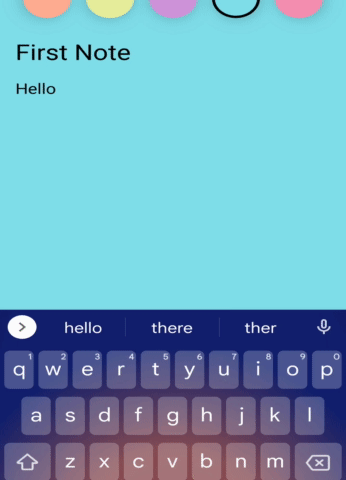 First Note
Hello
hello there ther
1 2 3 4 5 6 7 8 9 0
q w e r t y u i o p
a s d f g h j k l
z x c v b n m